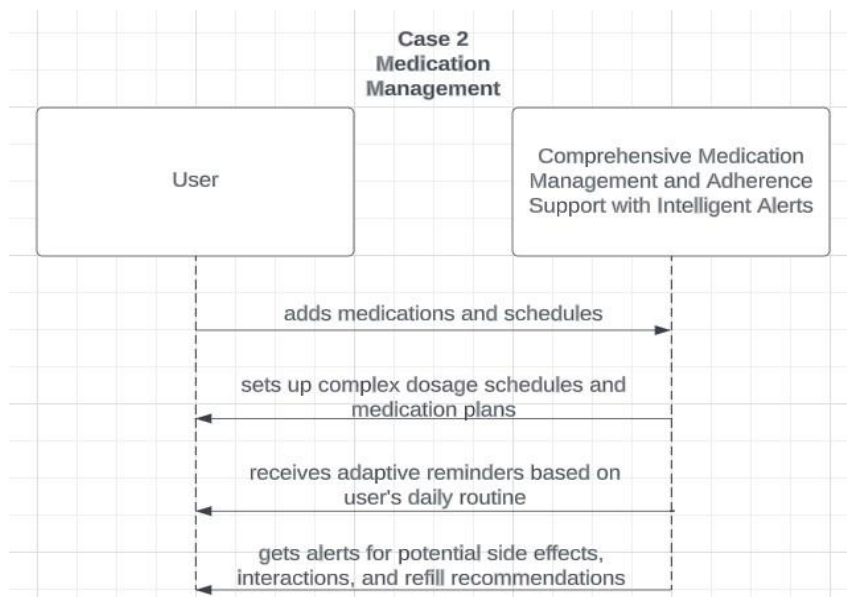 Case 2
Medication
Management
User
Comprehensive Medication
Management and Adherence
Support with Intelligent Alerts
adds medications and schedules
sets up complex dosage schedules and
medication plans
receives adaptive reminders based on
user's daily routine
gets alerts for potential side effects,
interactions, and refill recommendations